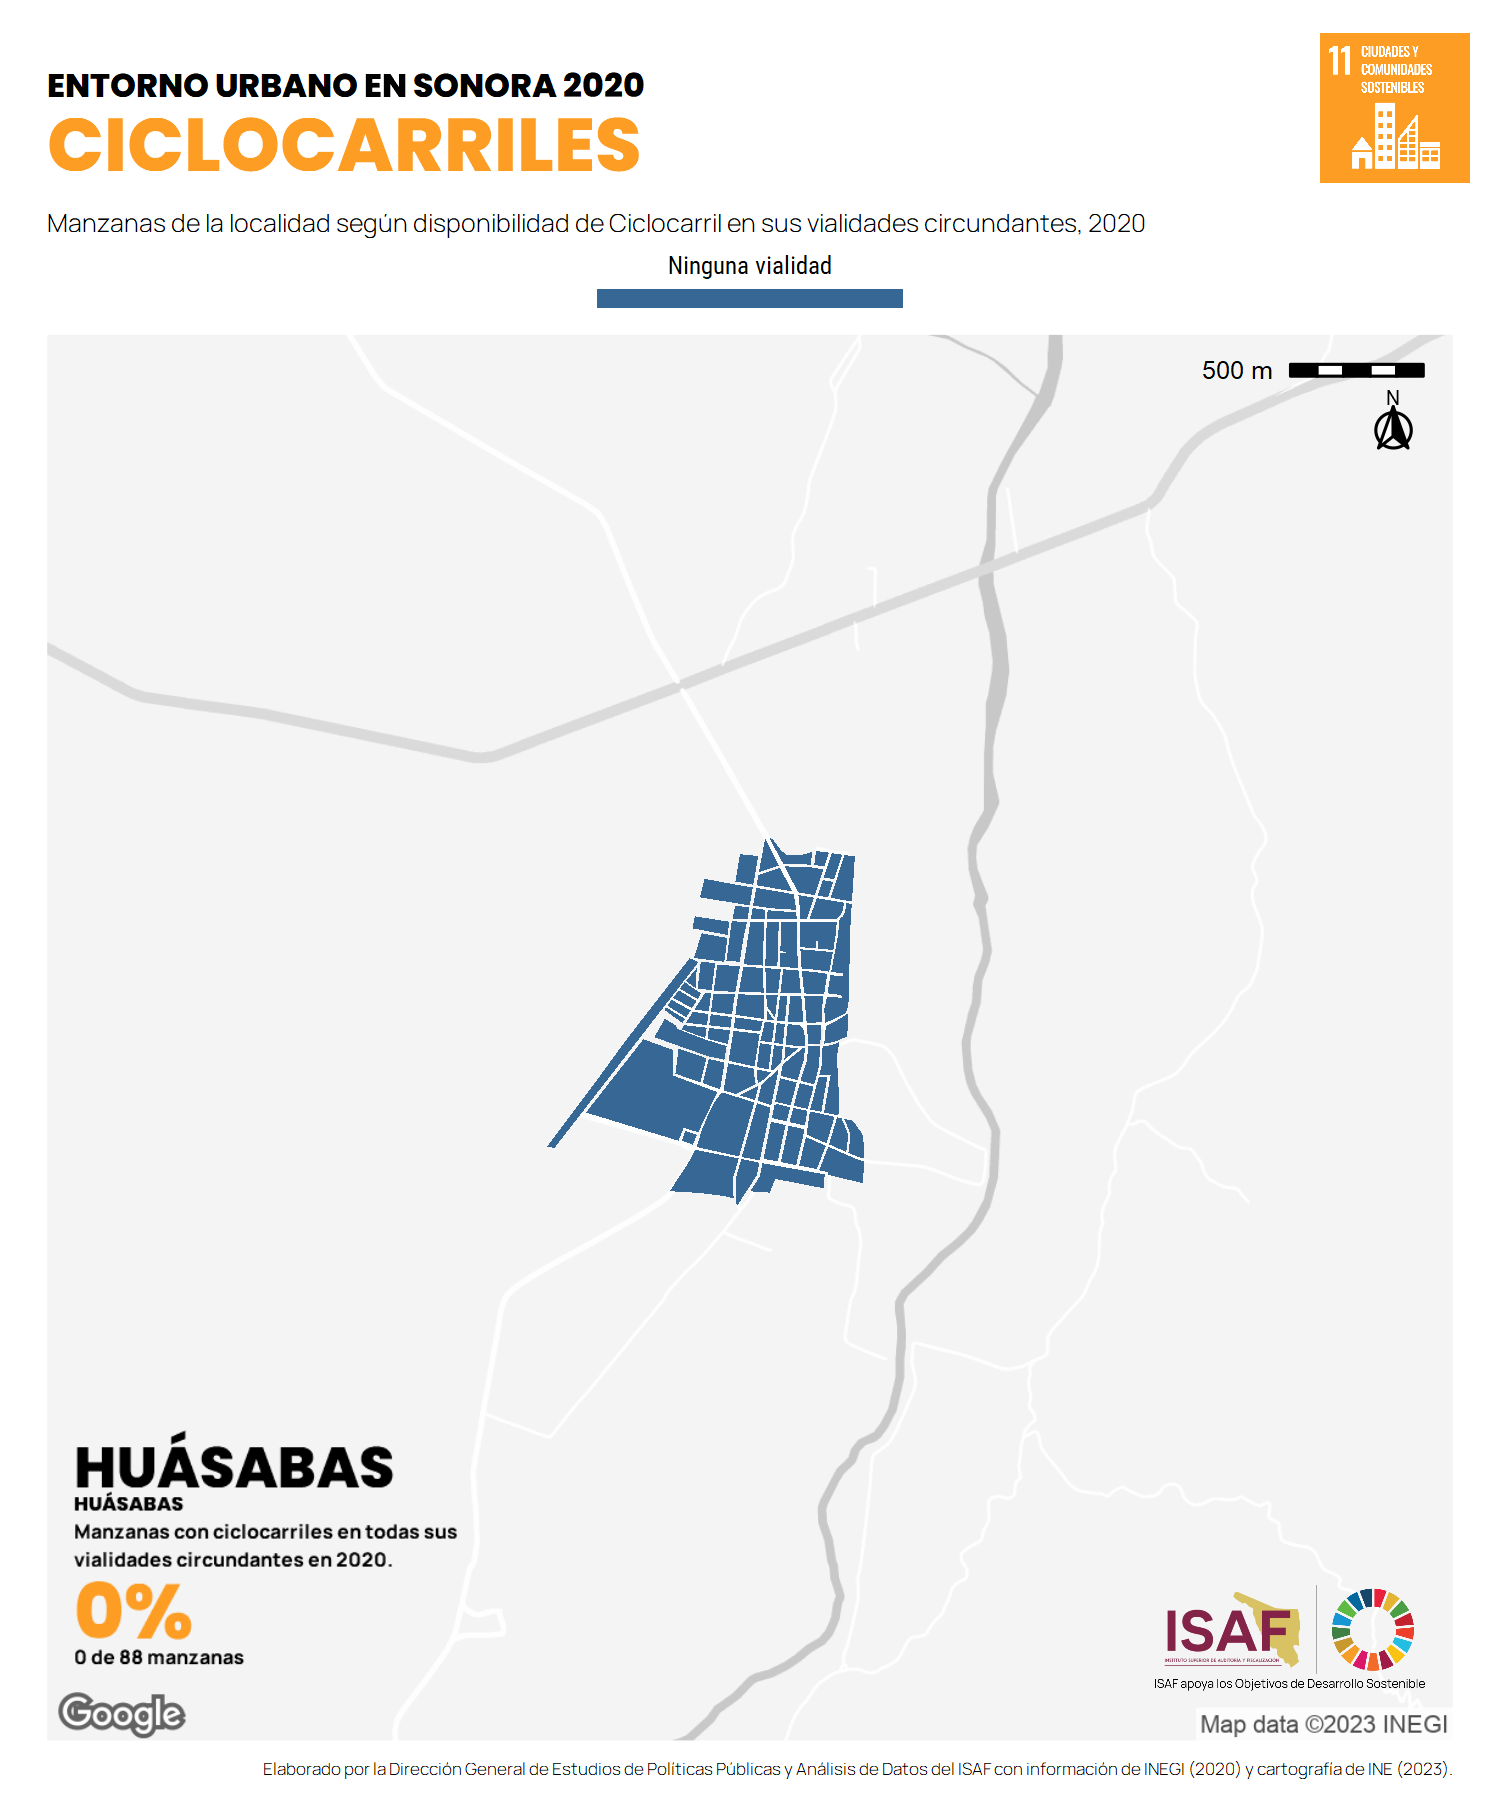 ENTORNO URBANO EN SONORA 2020
CICLOCARRILES
11 CIUDADES Y
COMUNIDADES
SOSTENIBLES
Manzanas de la localidad según disponibilidad de Ciclocarril en sus vialidades circundantes, 2020
Ninguna vialidad
500 m
N
HUÁSABAS
HUÁSABAS
Manzanas con ciclocarriles en todas sus
vialidades circundantes en 2020.
0%
0 de 88 manzanas
ISAF
INSTITUTO SUPERIOR DE AUDITORÍA Y FISCALIZACIÓN
ISAF apoya los Objetivos de Desarrollo Sostenible
Google
Map data ©2023 INEGI
Elaborado por la Dirección General de Estudios de Políticas Públicas y Análisis de Datos del ISAF con información de INEGI (2020) y cartografía de INE (2023).